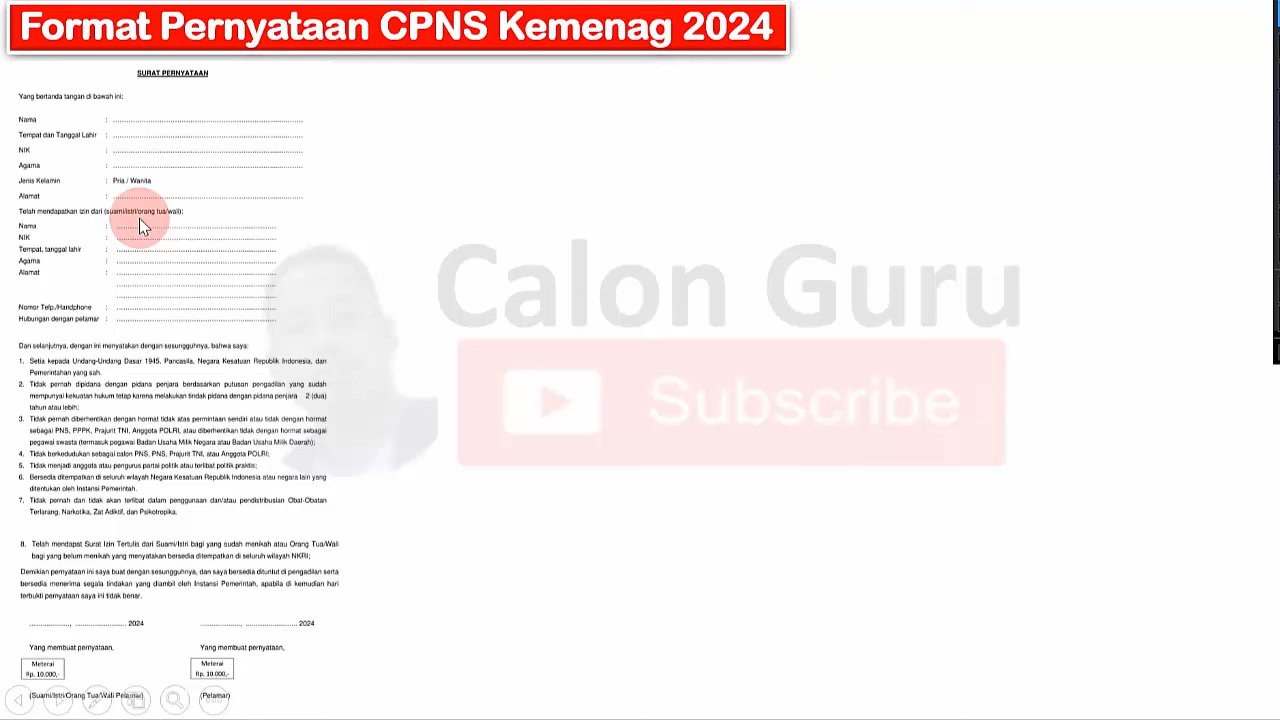 Format Pernyataan CPNS Kemenag 2024
SURAT PERNYATAAN
Yang bertanda tangan di bawah ini:
Nama : ........................................................................................
Tempat dan Tanggal Lahir : ........................................................................................
NIK : ........................................................................................
Agama : ........................................................................................
Jenis Kelamin : Pria / Wanita
Alamat : ........................................................................................
Telah mendapatkan izin dari (suami/istri/orang tua/wali):
Nama : ........................................................................
NIK : ........................................................................
Tempat, tanggal lahir : ........................................................................
Agama : ........................................................................
Alamat : ........................................................................
........................................................................
........................................................................
Nomor Telp./Handphone : ........................................................................
Hubungan dengan pelamar : ........................................................................
Calon Guru
Subscribe
Dan selanjutnya, dengan ini menyatakan dengan sesungguhnya, bahwa saya:
1. Setia kepada Undang-Undang Dasar 1945, Pancasila, Negara Kesatuan Republik Indonesia, dan
Pemerintahan yang sah.
2. Tidak pernah dipidana dengan pidana penjara berdasarkan putusan pengadilan yang sudah
mempunyai kekuatan hukum tetap karena melakukan tindak pidana dengan pidana penjara 2 (dua)
tahun atau lebih;
3. Tidak pernah diberhentikan dengan hormat tidak atas permintaan sendiri atau tidak dengan hormat
sebagai PNS, PPPK, Prajurit TNI, Anggota POLRI, atau diberhentikan tidak dengan hormat sebagai
pegawai swasta (termasuk pegawai Badan Usaha Milik Negara atau Badan Usaha Milik Daerah);
4. Tidak berkedudukan sebagai calon PNS, PNS, Prajurit TNI, atau Anggota POLRI;
5. Tidak menjadi anggota atau pengurus partai politik atau terlibat politik praktis;
6. Bersedia ditempatkan di seluruh wilayah Negara Kesatuan Republik Indonesia atau negara lain yang
ditentukan oleh Instansi Pemerintah.
7. Tidak pernah dan tidak akan terlibat dalam penggunaan dan/atau pendistribusian Obat-Obatan
Terlarang, Narkotika, Zat Adiktif, dan Psikotropika.
8. Telah mendapat Surat Izin Tertulis dari Suami/Istri bagi yang sudah menikah atau Orang Tua/Wali
bagi yang belum menikah yang menyatakan bersedia ditempatkan di seluruh wilayah NKRI;
Demikian pernyataan ini saya buat dengan sesungguhnya, dan saya bersedia dituntut di pengadilan serta
bersedia menerima segala tindakan yang diambil oleh Instansi Pemerintah, apabila di kemudian hari
terbukti pernyataan saya ini tidak benar.
..................., ........................ 2024 ..................., ........................ 2024
Yang membuat pernyataan, Yang membuat pernyataan,
Meterai Meterai
Rp. 10.000,- Rp. 10.000,-
(Suami/Istri/Orang Tua/Wali Pelamar) (Pelamar)